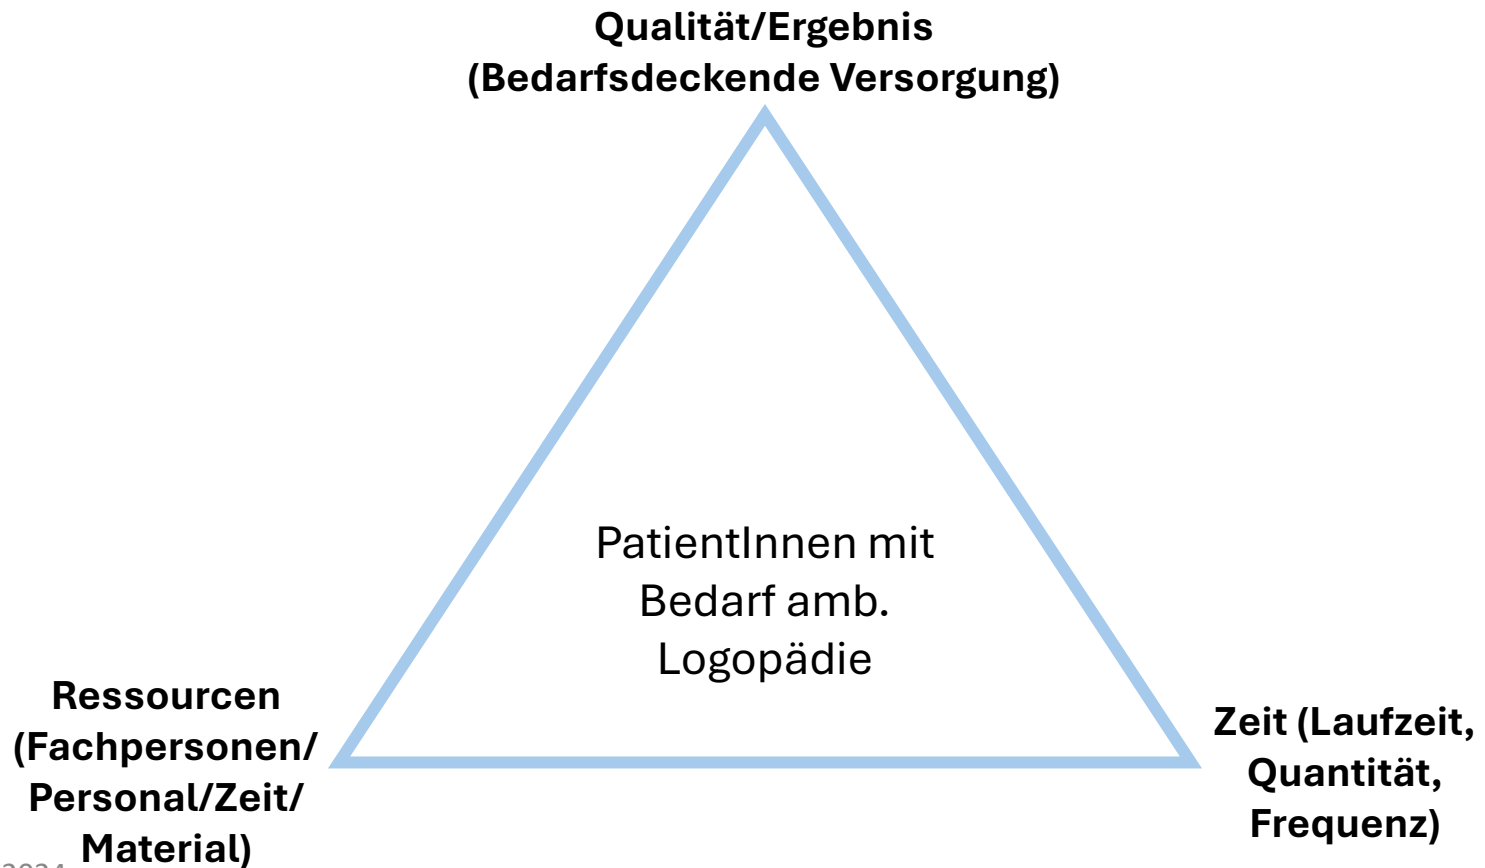 Qualität/Ergebnis
(Bedarfsdeckende Versorgung)
PatientInnen mit
Bedarf amb.
Logopädie
Ressourcen
(Fachpersonen/
Personal/Zeit/
Material)
Zeit (Laufzeit,
Quantität,
Frequenz)